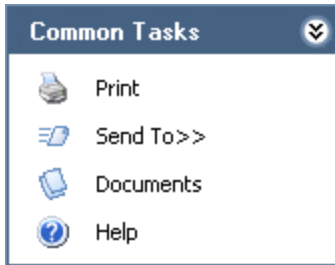 Common Tasks
Print
Send To>>
Documents
Help